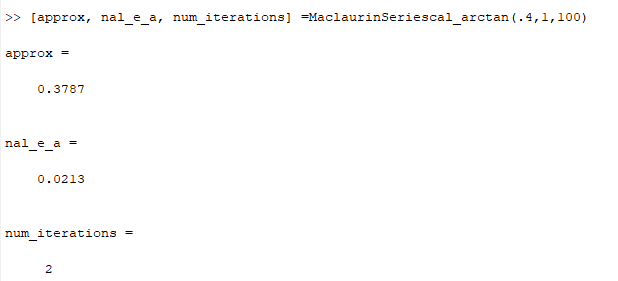 >> [approx, nal_e_a, num_iterations] =MaclaurinSeriescal_arctan(.4,1,100)
approx =
0.3787
nal_e_a =
0.0213
num_iterations =
2